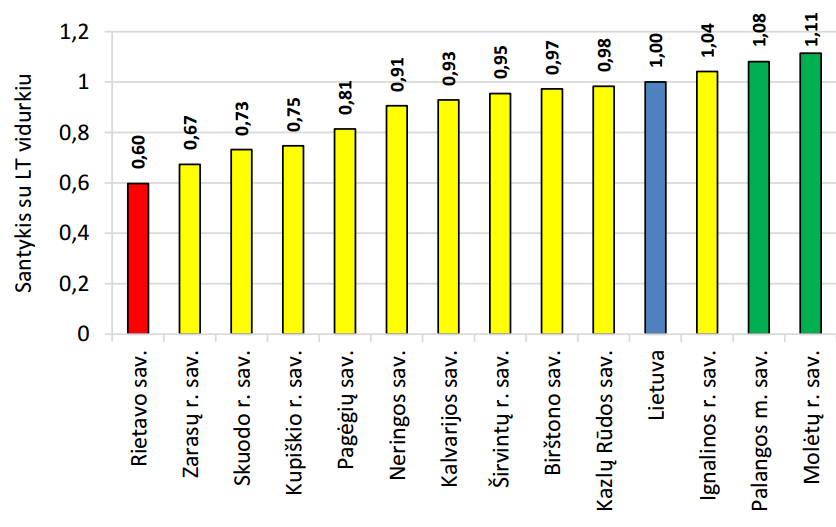 Santykis su LT vidurkiu
1,2
1
0,8
0,6
0,4
0,2
0
0,60
0,67
0,73
0,75
0,81
0,91
0,93
0,95
0,97
0,98
1,00
1,04
1,08
1,11
Rietavo sav.
Zarasų r. sav.
Skuodo r. sav.
Kupiškio r. sav.
Pagėgių sav.
Neringos sav.
Kalvarijos sav.
Širvintų r. sav.
Birštono sav.
Kazlų Rūdos sav.
Lietuva
Ignalinos r. sav.
Palangos m. sav.
Molėtų r. sav.